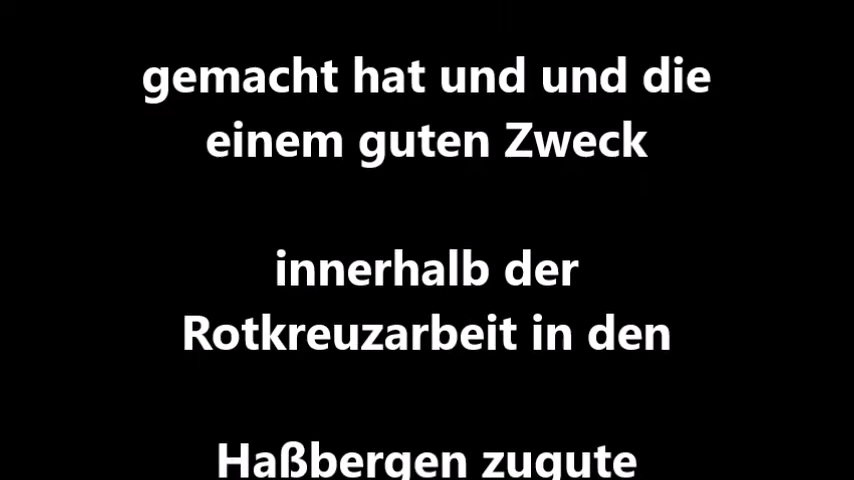 gemacht hat und und die
einem guten Zweck
innerhalb der
Rotkreuzarbeit in den
Haßbergen zugute